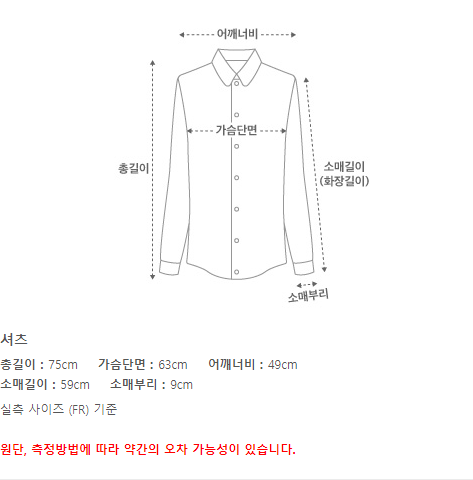 어깨너비
가슴단면
총길이
소매길이
(화장길이)
소매부리
셔츠
총길이 : 75cm 가슴단면 : 63cm 어깨너비 : 49cm
소매길이 : 59cm 소매부리 : 9cm
실측 사이즈 (FR) 기준
원단, 측정방법에 따라 약간의 오차 가능성이 있습니다.